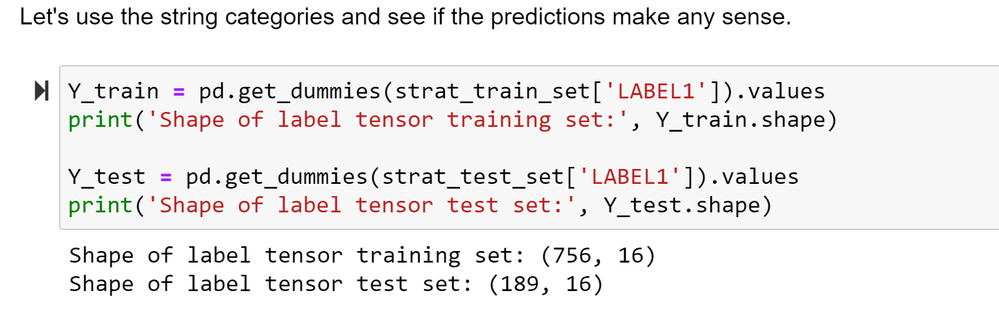 Let's use the string categories and see if the predictions make any sense.
Y_train = pd.get_dummies(strat_train_set['LABEL1']).values
print('Shape of label tensor training set:', Y_train.shape)
Y_test = pd.get_dummies(strat_test_set['LABEL1']).values
print('Shape of label tensor test set:', Y_test.shape)
Shape of label tensor training set: (756, 16)
Shape of label tensor test set: (189, 16)